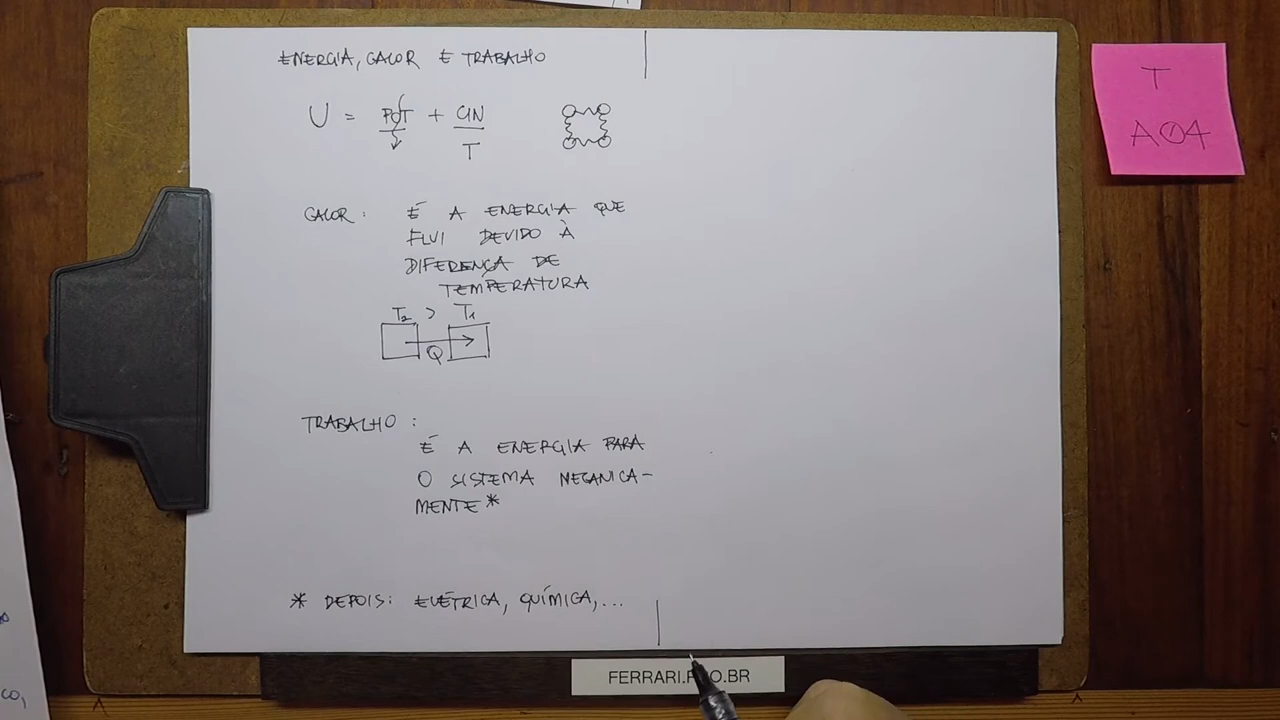 ENERGIA, CALOR E TRABALHO
U = POT + CIN
T
CALOR: É A ENERGIA QUE
FLUI DEVIDO À
DIFERENÇA DE
TEMPERATURA
T2 > T1
Q
TRABALHO:
É A ENERGIA PARA
O SISTEMA MECANICA-
MENTE*
* DEPOIS: ELÉTRICA, QUÍMICA,...
T
A04